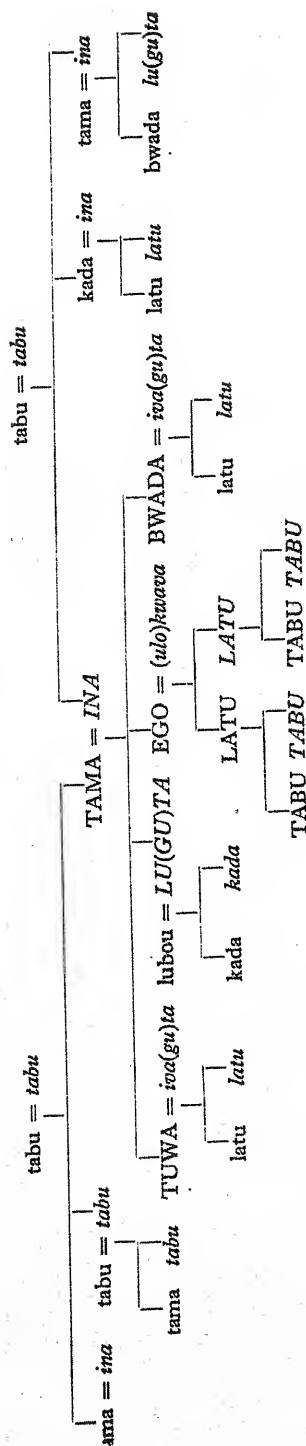 tabu = tabu tabu = tabu
ama = ina tabu = tabu TAMA = INA kada = ina tama = ina
tama tabu latu latu bwada lu(gu)ta
TUWA = iva(gu)ta lubou = LU(GU)TA EGO = (ulo)kwava BWADA = iva(gu)ta
latu latu kada kada LATU LATU latu latu
TABU TABU TABU TABU